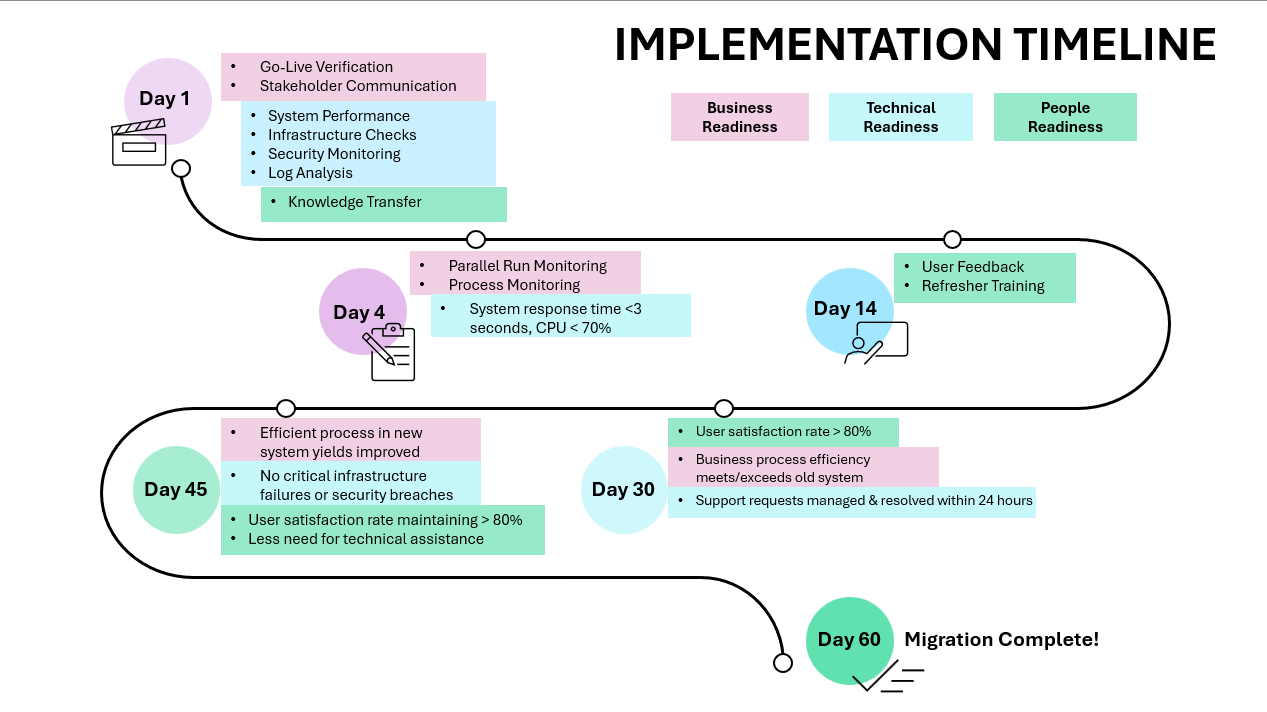 IMPLEMENTATION TIMELINE
Business
Readiness
Technical
Readiness
People
Readiness
Day 1
• Go-Live Verification
• Stakeholder Communication
• System Performance
• Infrastructure Checks
• Security Monitoring
• Log Analysis
• Knowledge Transfer
Day 4
• Parallel Run Monitoring
• Process Monitoring
• System response time <3
seconds, CPU < 70%
Day 14
• User Feedback
• Refresher Training
Day 30
• User satisfaction rate > 80%
• Business process efficiency
meets/exceeds old system
• Support requests managed & resolved within 24 hours
Day 45
• Efficient process in new
system yields improved
• No critical infrastructure
failures or security breaches
• User satisfaction rate maintaining > 80%
• Less need for technical assistance
Day 60
Migration Complete!